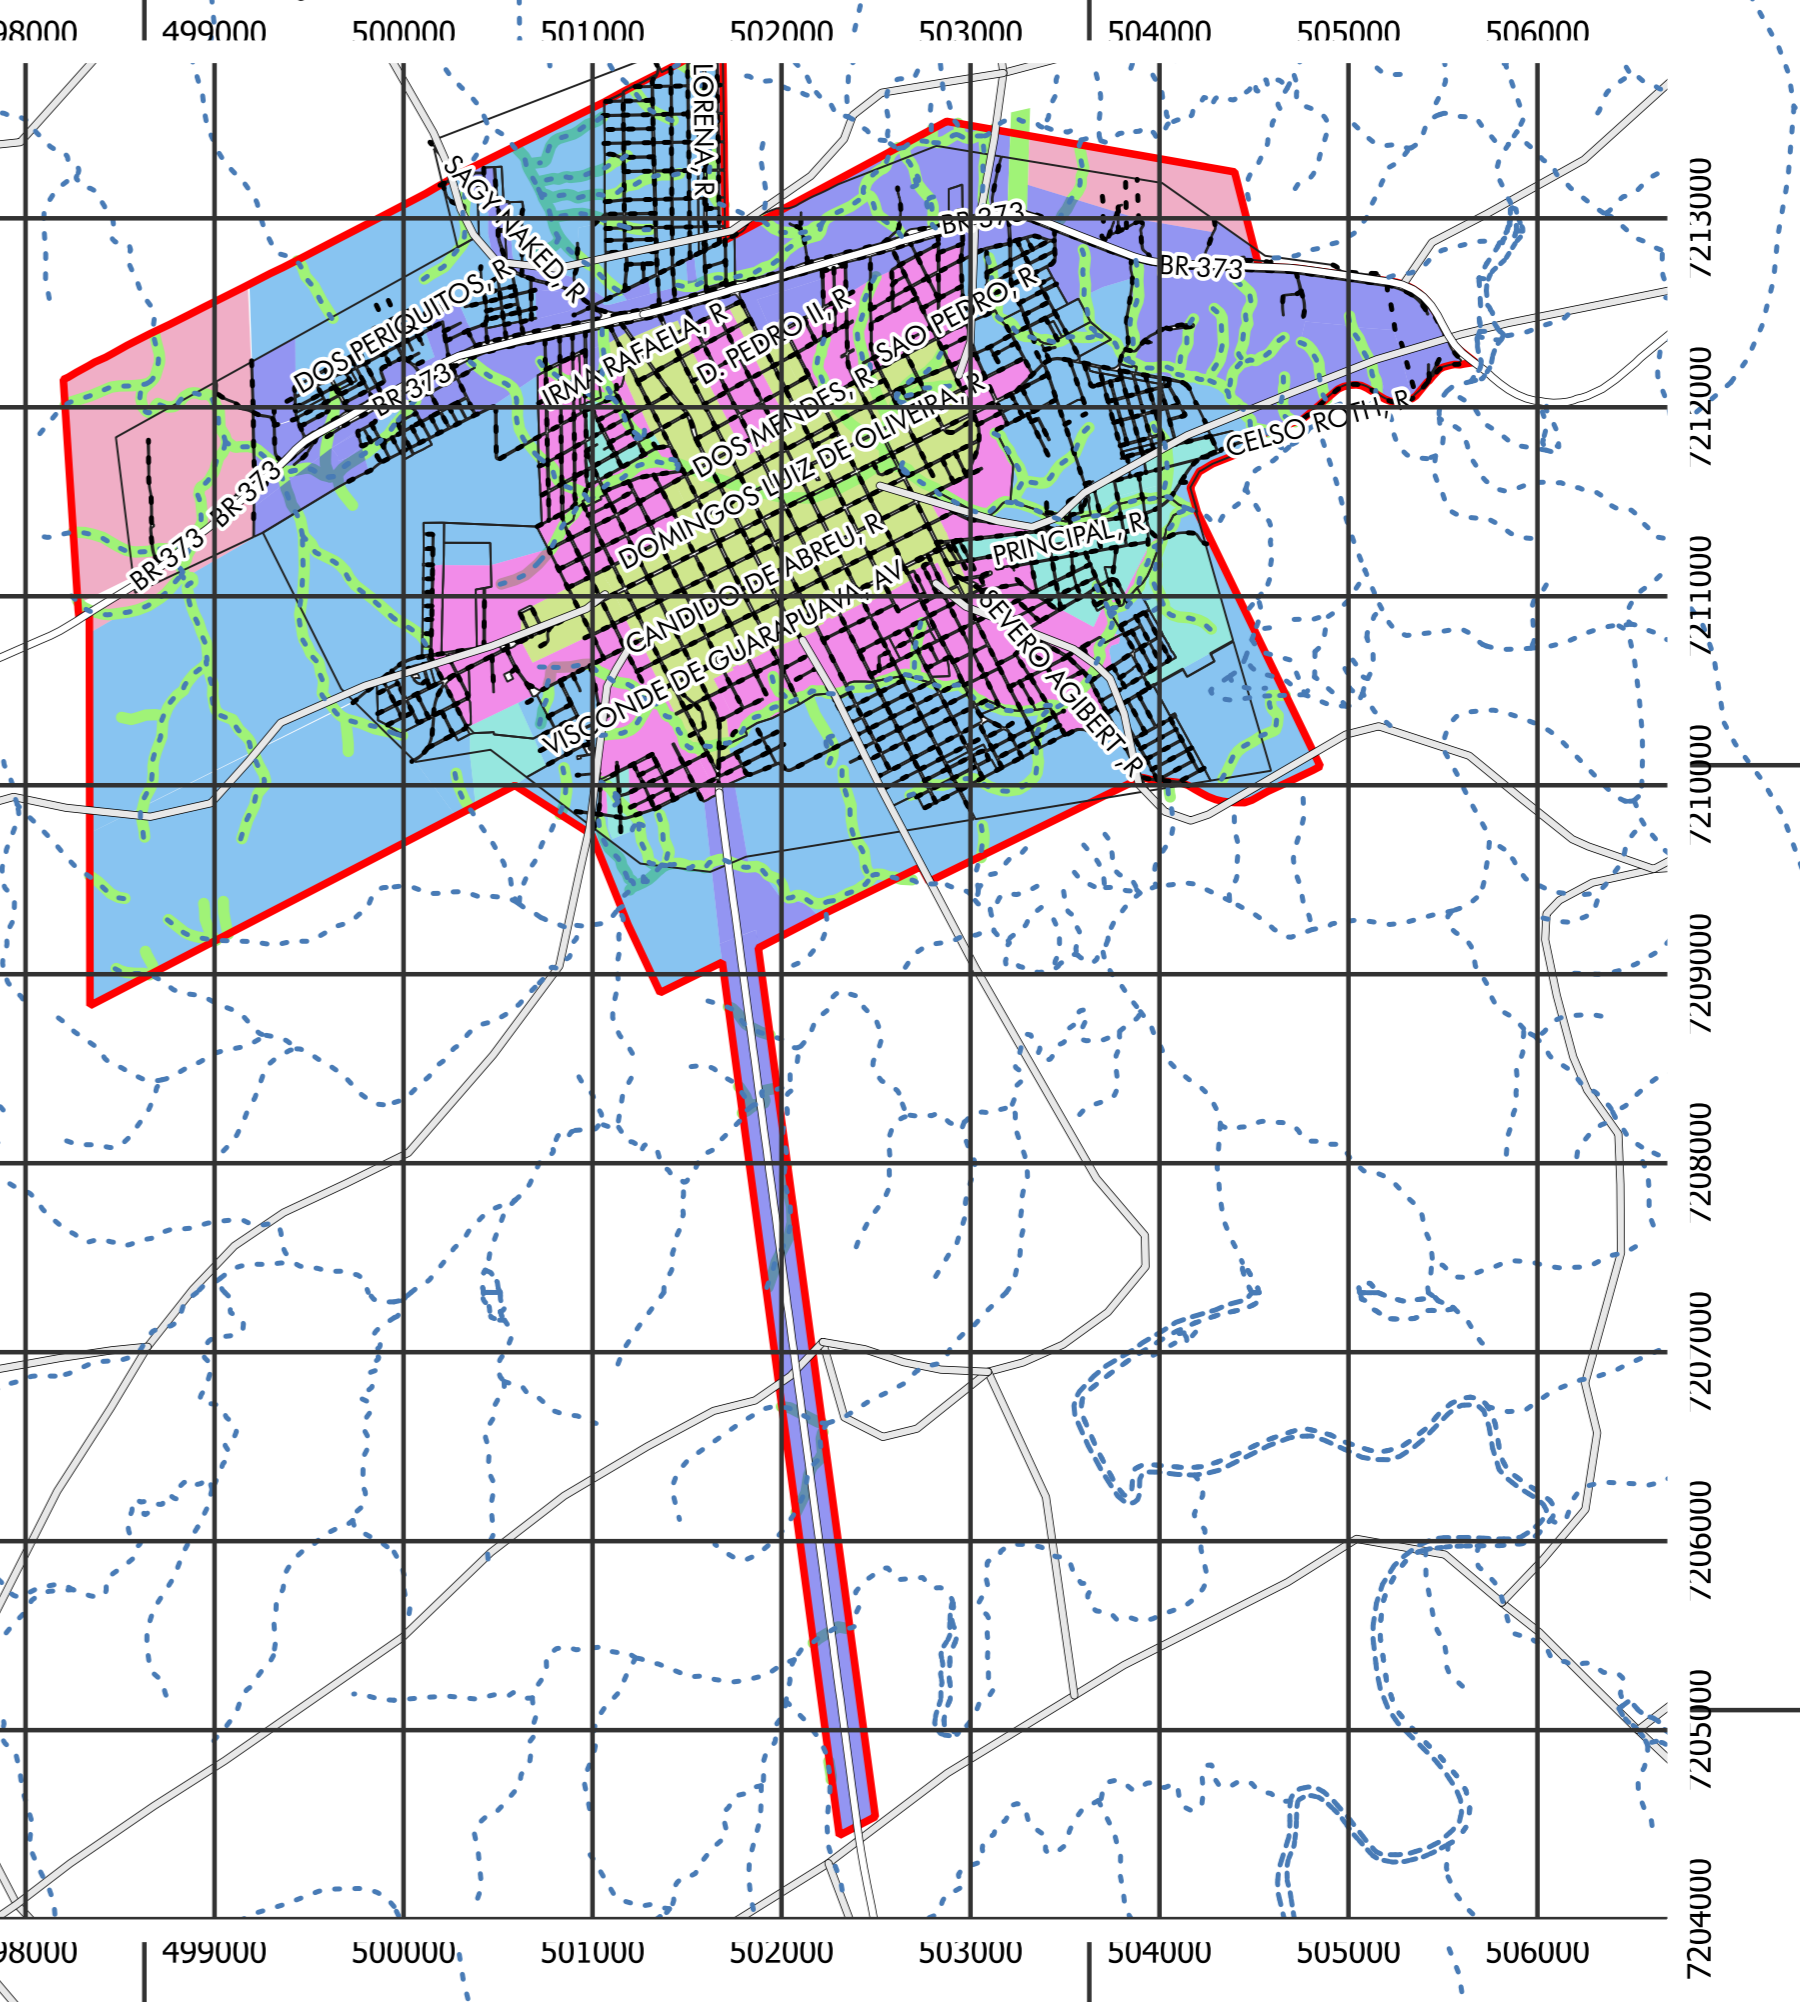 98000 499000 500000 501000 502000 503000 504000 505000 506000
LORENA, R
SAGY NAKED, R
7213000
BR-373
BR-373
DOS PERIQUITOS, R
BR-373
IRMA RAFAELA, R
D. PEDRO II, R
SAO PEDRO, R
7212000
DOS MENDES, R
DOMINGOS LUIZ DE OLIVEIRA, R
CELSO ROTH, R
BR-373
BR-373
PRINCIPAL, R
7211000
CANDIDO DE ABREU, R
VISCONDE DE GUARAPUAVA, AV
SEVERO AGIBERT, R
7210000
7209000
7208000
7207000
7206000
7205000
7204000
98000 499000 500000 501000 502000 503000 504000 505000 506000